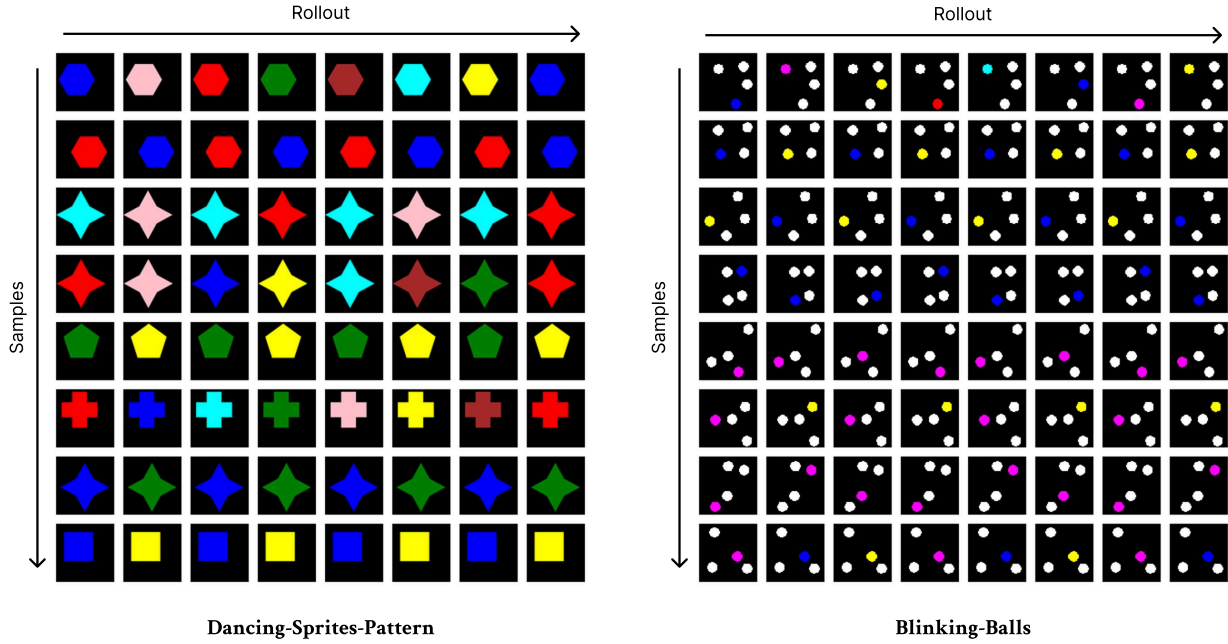 Rollout
Samples
Dancing-Sprites-Pattern
Rollout
Samples
Blinking-Balls